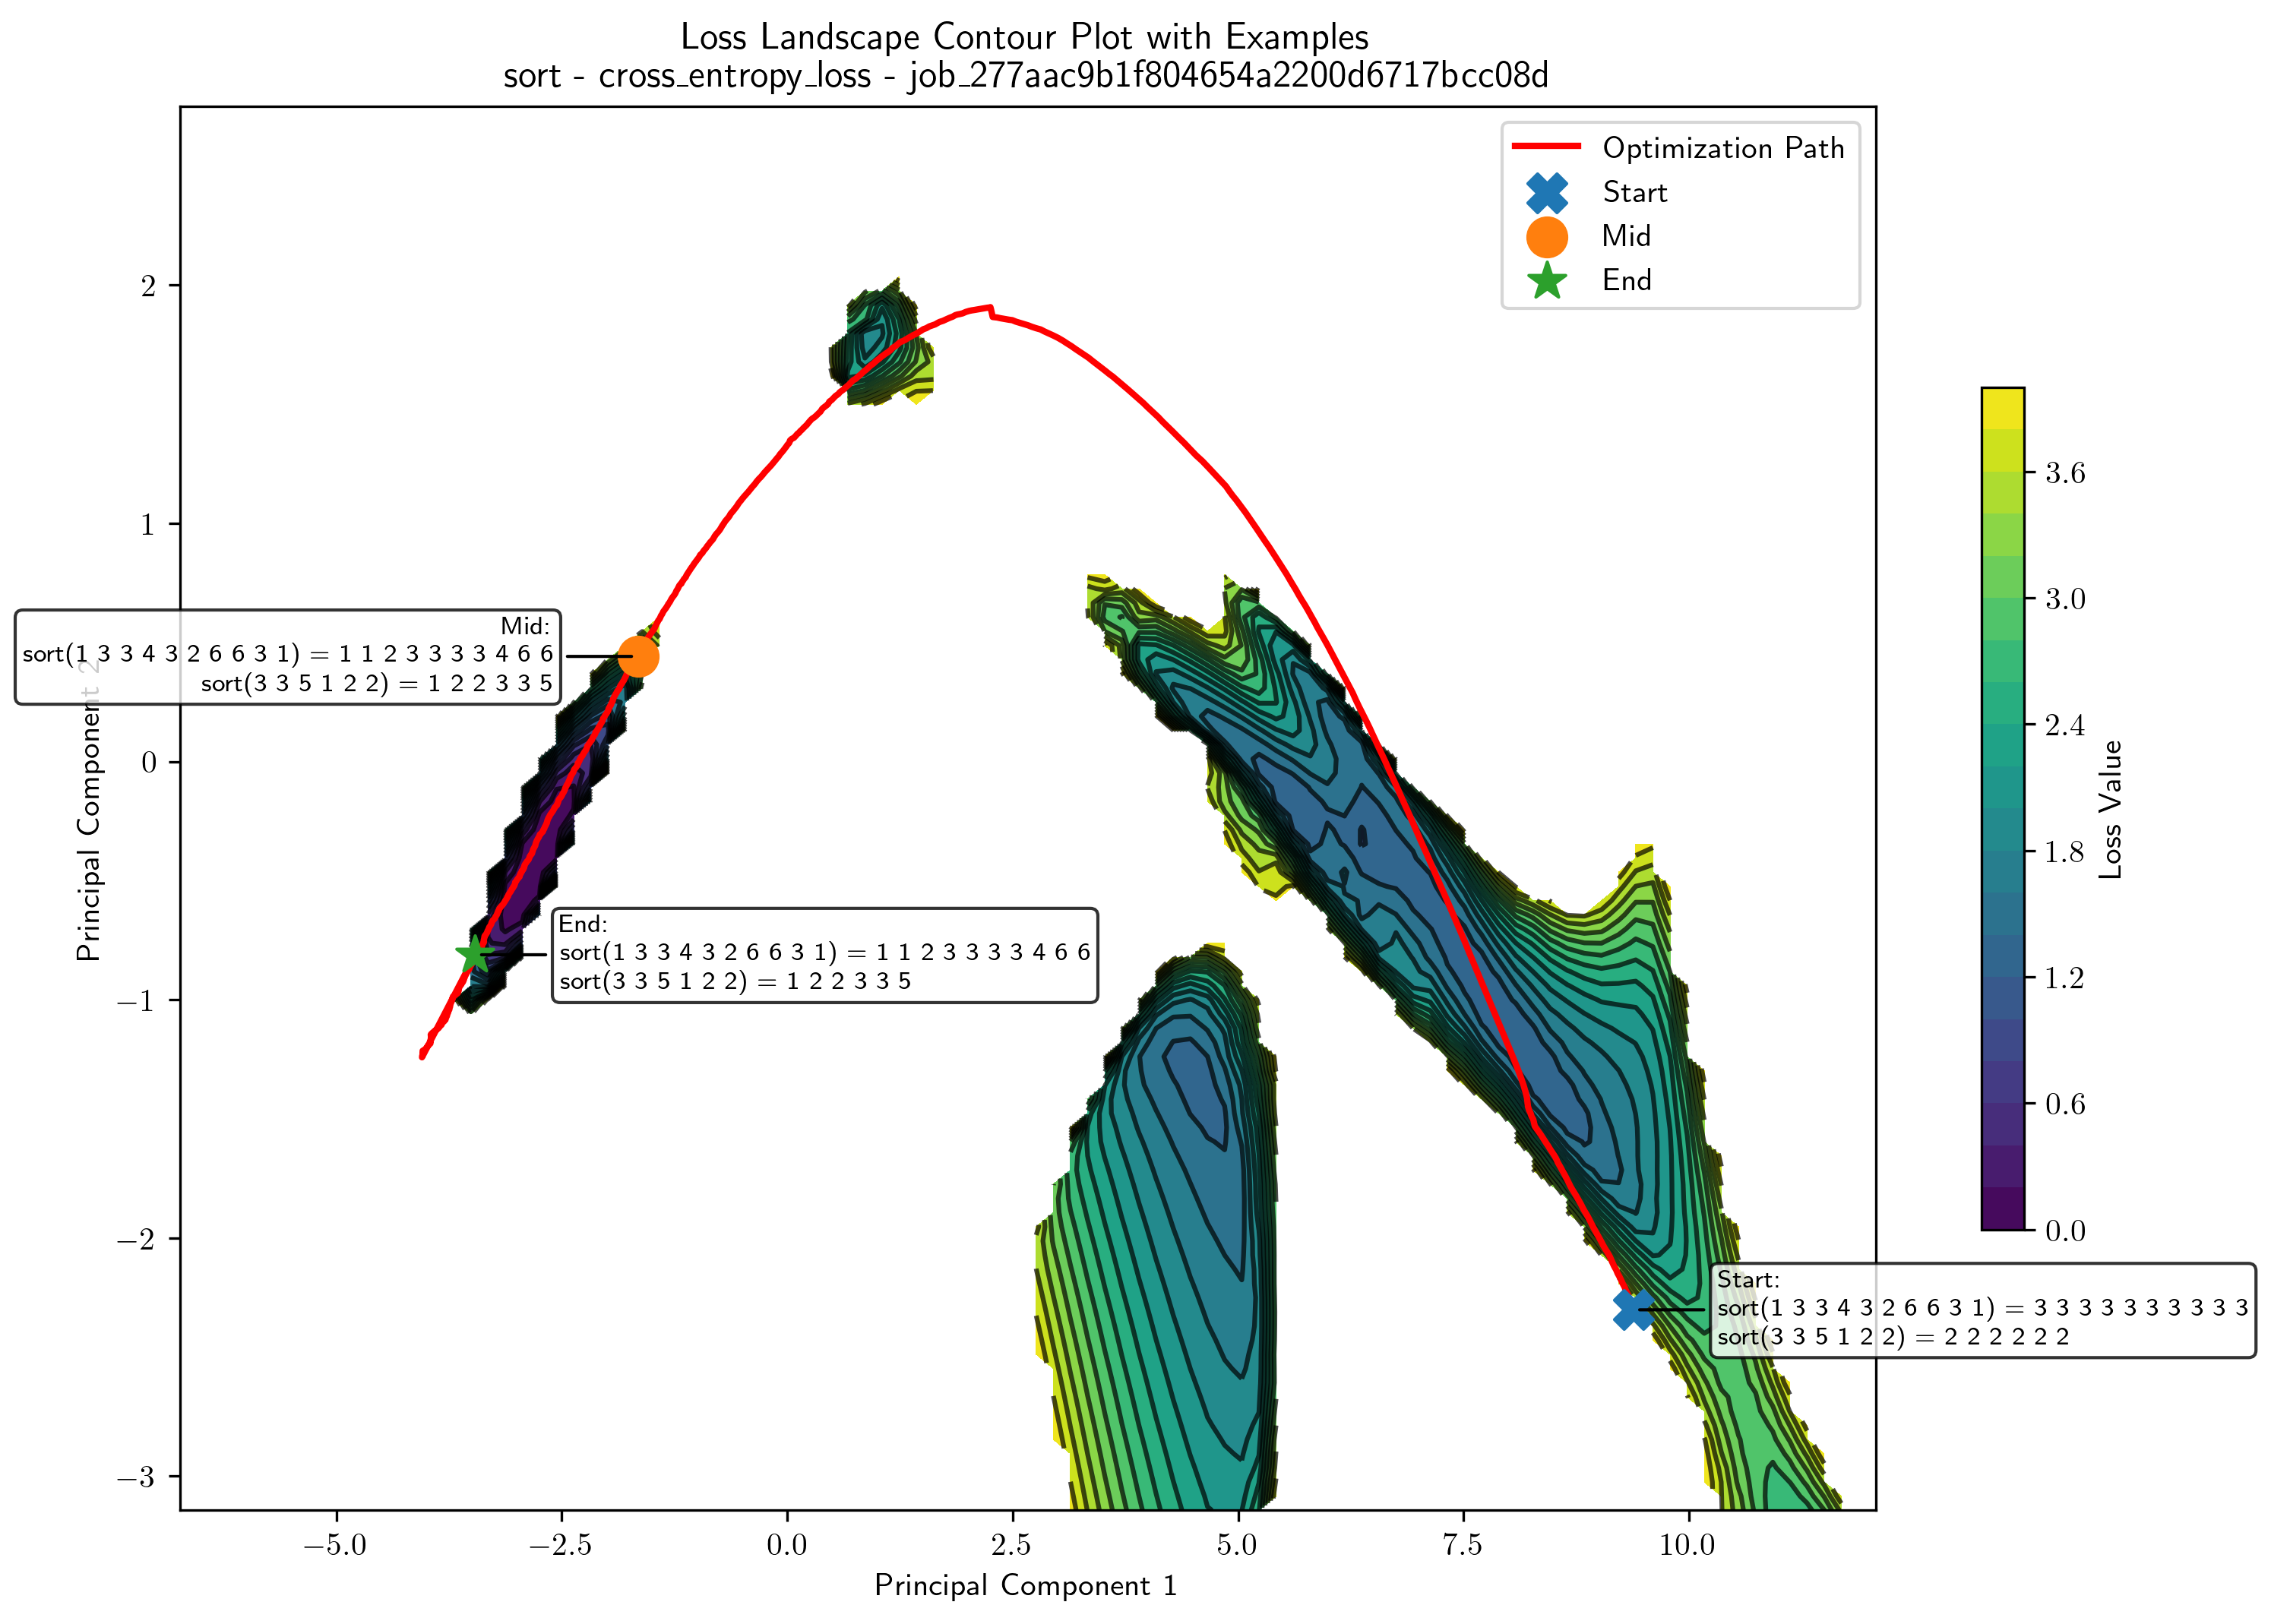 Loss Landscape Contour Plot with Examples
sort - cross_entropy_loss - job_277aac9b1f804654a2200d6717bcc08d
Optimization Path
Start
Mid
End
2
1
0
−1
−2
−3
Principal Component 2
Mid:
sort(1 3 3 4 3 2 6 6 3 1) = 1 1 2 3 3 3 3 4 6 6
sort(3 3 5 1 2 2) = 1 2 2 3 3 5
End:
sort(1 3 3 4 3 2 6 6 3 1) = 1 1 2 3 3 3 3 4 6 6
sort(3 3 5 1 2 2) = 1 2 2 3 3 5
Start:
sort(1 3 3 4 3 2 6 6 3 1) = 3 3 3 3 3 3 3 3 3 3
sort(3 3 5 1 2 2) = 2 2 2 2 2 2
3.6
3.0
2.4
1.8
1.2
0.6
0.0
Loss Value
−5.0
−2.5
0.0
2.5
5.0
7.5
10.0
Principal Component 1